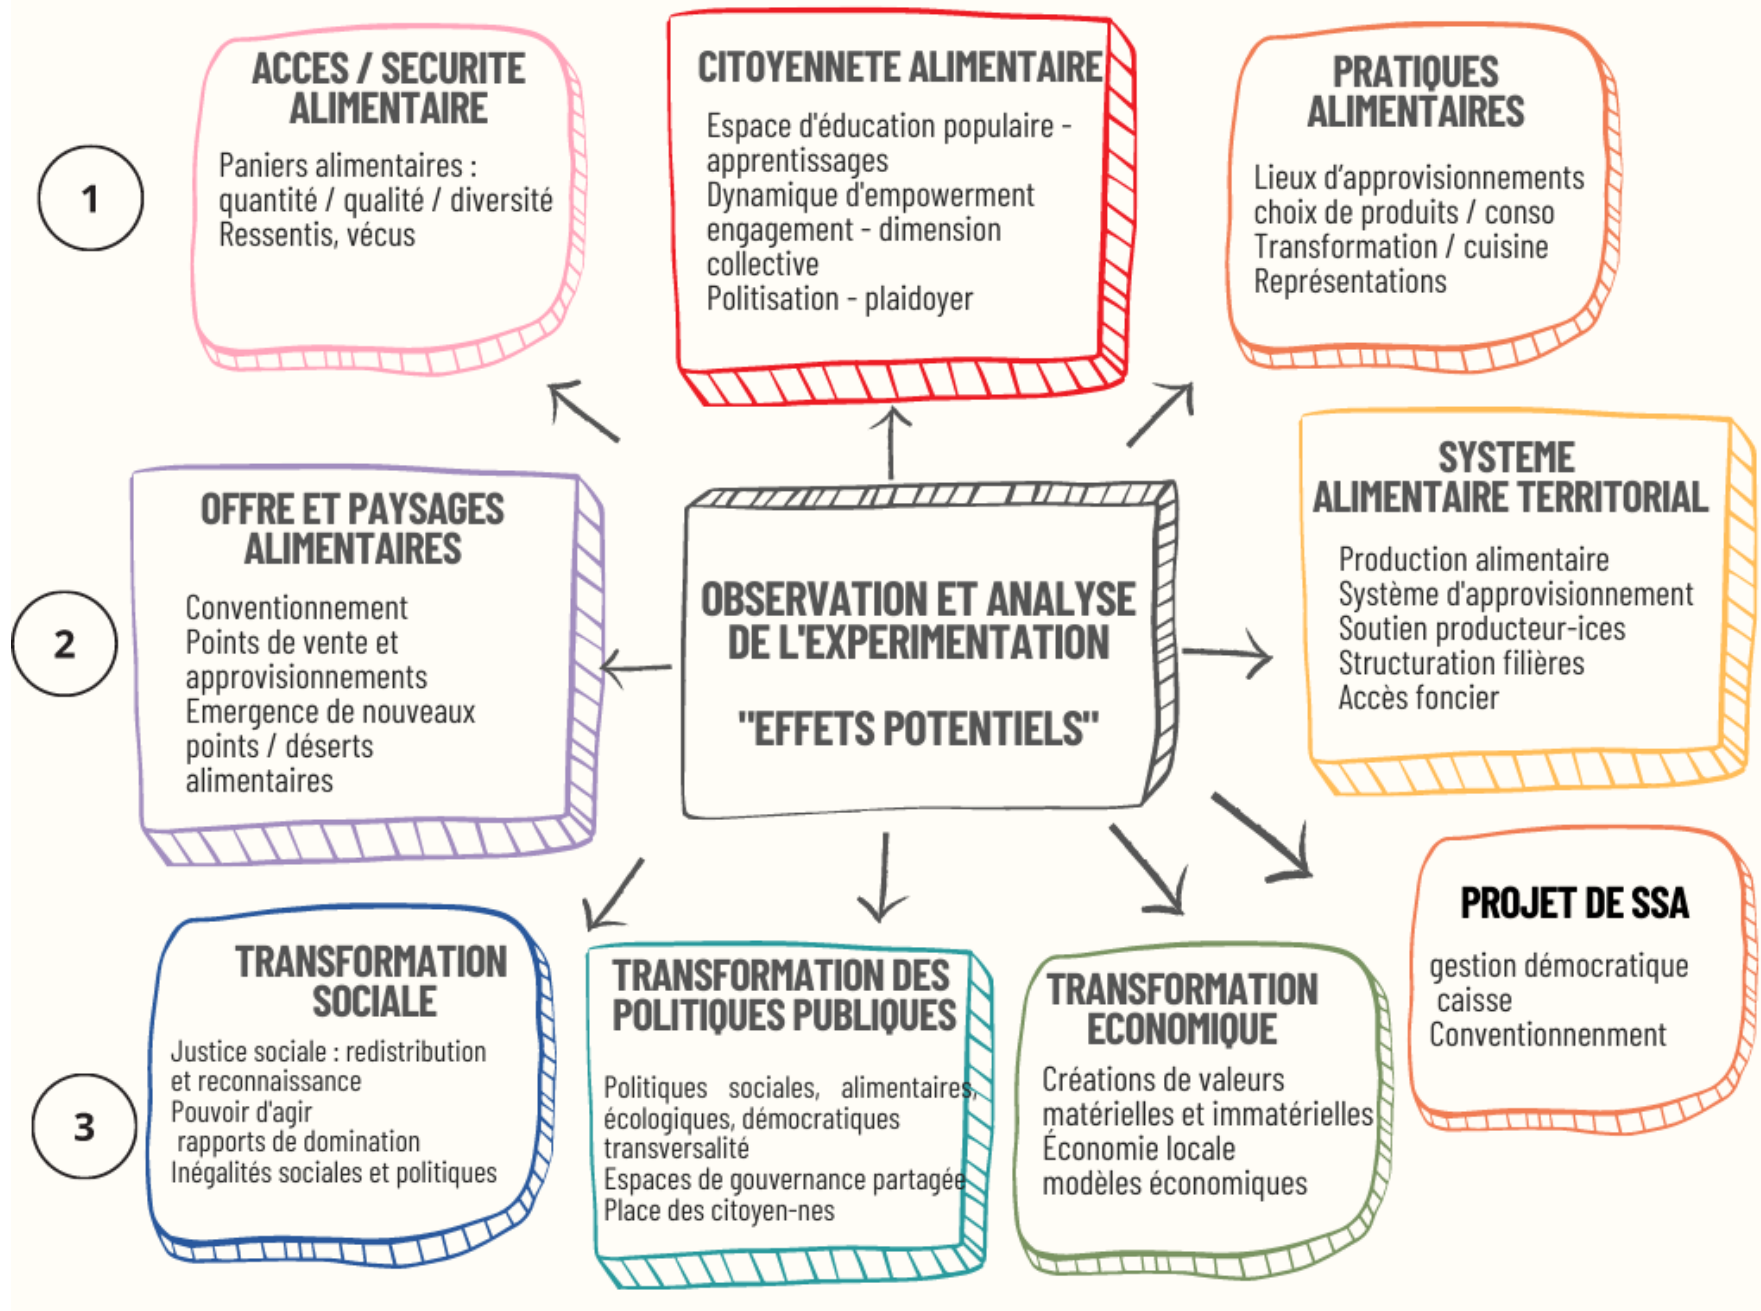 1
ACCES / SECURITE
ALIMENTAIRE
Paniers alimentaires :
quantité / qualité / diversité
Ressentis, vécus
CITOYENNETE ALIMENTAIRE
Espace d'éducation populaire -
apprentissages
Dynamique d'empowerment
engagement - dimension
collective
Politisation - plaidoyer
PRATIQUES
ALIMENTAIRES
Lieux d’approvisionnements
choix de produits / conso
Transformation / cuisine
Représentations
2
OFFRE ET PAYSAGES
ALIMENTAIRES
Conventionnement
Points de vente et
approvisionnements
Emergence de nouveaux
points / déserts
alimentaires
OBSERVATION ET ANALYSE
DE L'EXPERIMENTATION
"EFFETS POTENTIELS"
SYSTEME
ALIMENTAIRE TERRITORIAL
Production alimentaire
Système d'approvisionnement
Soutien producteur-ices
Structuration filières
Accès foncier
3
TRANSFORMATION
SOCIALE
Justice sociale : redistribution
et reconnaissance
Pouvoir d'agir
rapports de domination
Inégalités sociales et politiques
TRANSFORMATION DES
POLITIQUES PUBLIQUES
Politiques sociales, alimentaires,
écologiques, démocratiques
transversalité
Espaces de gouvernance partagée
Place des citoyen-nes
TRANSFORMATION
ECONOMIQUE
Créations de valeurs
matérielles et immatérielles
Économie locale
modèles économiques
PROJET DE SSA
gestion démocratique
caisse
Conventionnenment